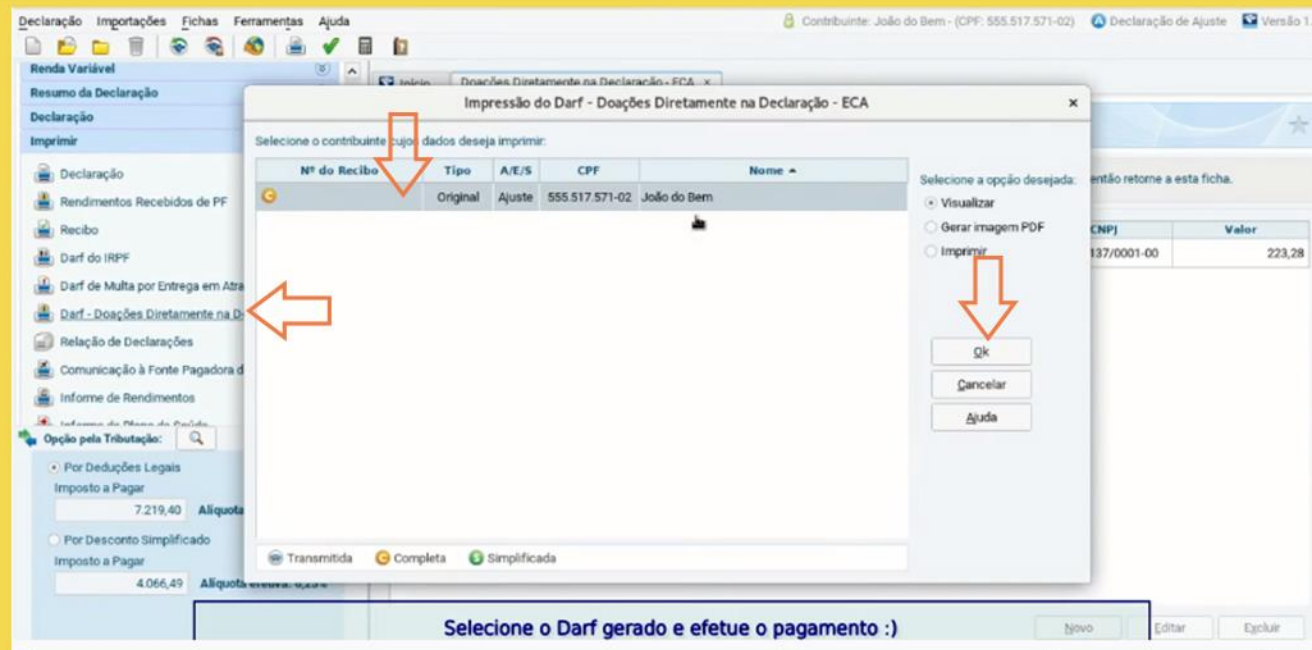 Declaração Importações Fichas Ferramentas Ajuda
Contribuinte: João do Bem - (CPF: 555.517.571-02) Declaração de Ajuste Versão 1.
Renda Variável
Resumo da Declaração
Declaração
Imprimir
Declaração
Rendimentos Recebidos de PF
Recibo
Darf do IRPF
Darf de Multa por Entrega em Atra
Darf - Doações Diretamente na D
Relação de Declarações
Comunicação à Fonte Pagadora d
Informe de Rendimentos
Opção pela Tributação:
Por Deduções Legais
Imposto a Pagar
7.219,40 Alíquota
Por Desconto Simplificado
Imposto a Pagar
4.066,49 Alíquota
Início Doações Diretamente na Declaração - ECA ×
Impressão do Darf - Doações Diretamente na Declaração - ECA ×
Selecione o contribuinte cujos dados deseja imprimir:
Nº do Recibo Tipo A/E/S CPF Nome
C Original Ajuste 555.517.571-02 João do Bem
Transmitida C Completa S Simplificada
Selecione a opção desejada:
Visualizar
Gerar imagem PDF
Imprimir
Ok
Cancelar
Ajuda
então retorne a esta ficha.
CNPJ Valor
137/0001-00 223,28
Novo Editar Excluir
Selecione o Darf gerado e efetue o pagamento :)